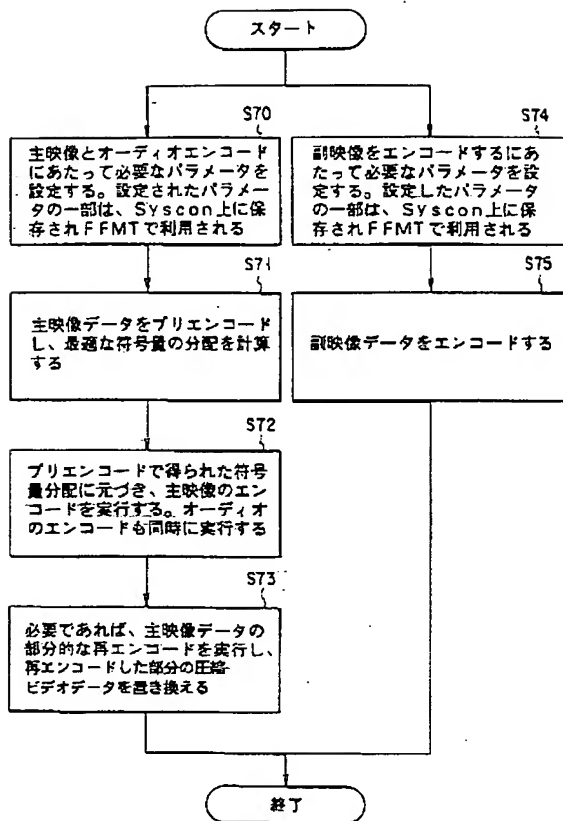 スタート
S70
主映像とオーディオエンコード
にあたって必要なパラメータを
設定する。設定されたパラメー
タの一部は、Syscon上に保
存されFFMTで利用される
S71
主映像データをプリエンコード
し、最適な符号量の分配を計算
する
S72
プリエンコードで得られた符号
量分配に元づき、主映像のエン
コードを実行する。オーディオ
のエンコードも同時に実行する
S73
必要であれば、主映像データの
部分的な再エンコードを実行し、
再エンコードした部分の圧縮
ビデオデータを置き換える
S74
副映像をエンコードするにあ
たって必要なパラメータを設
定する。設定したパラメータ
の一部は、Syscon上に保
存されFFMTで利用される
S75
副映像データをエンコードする
終了